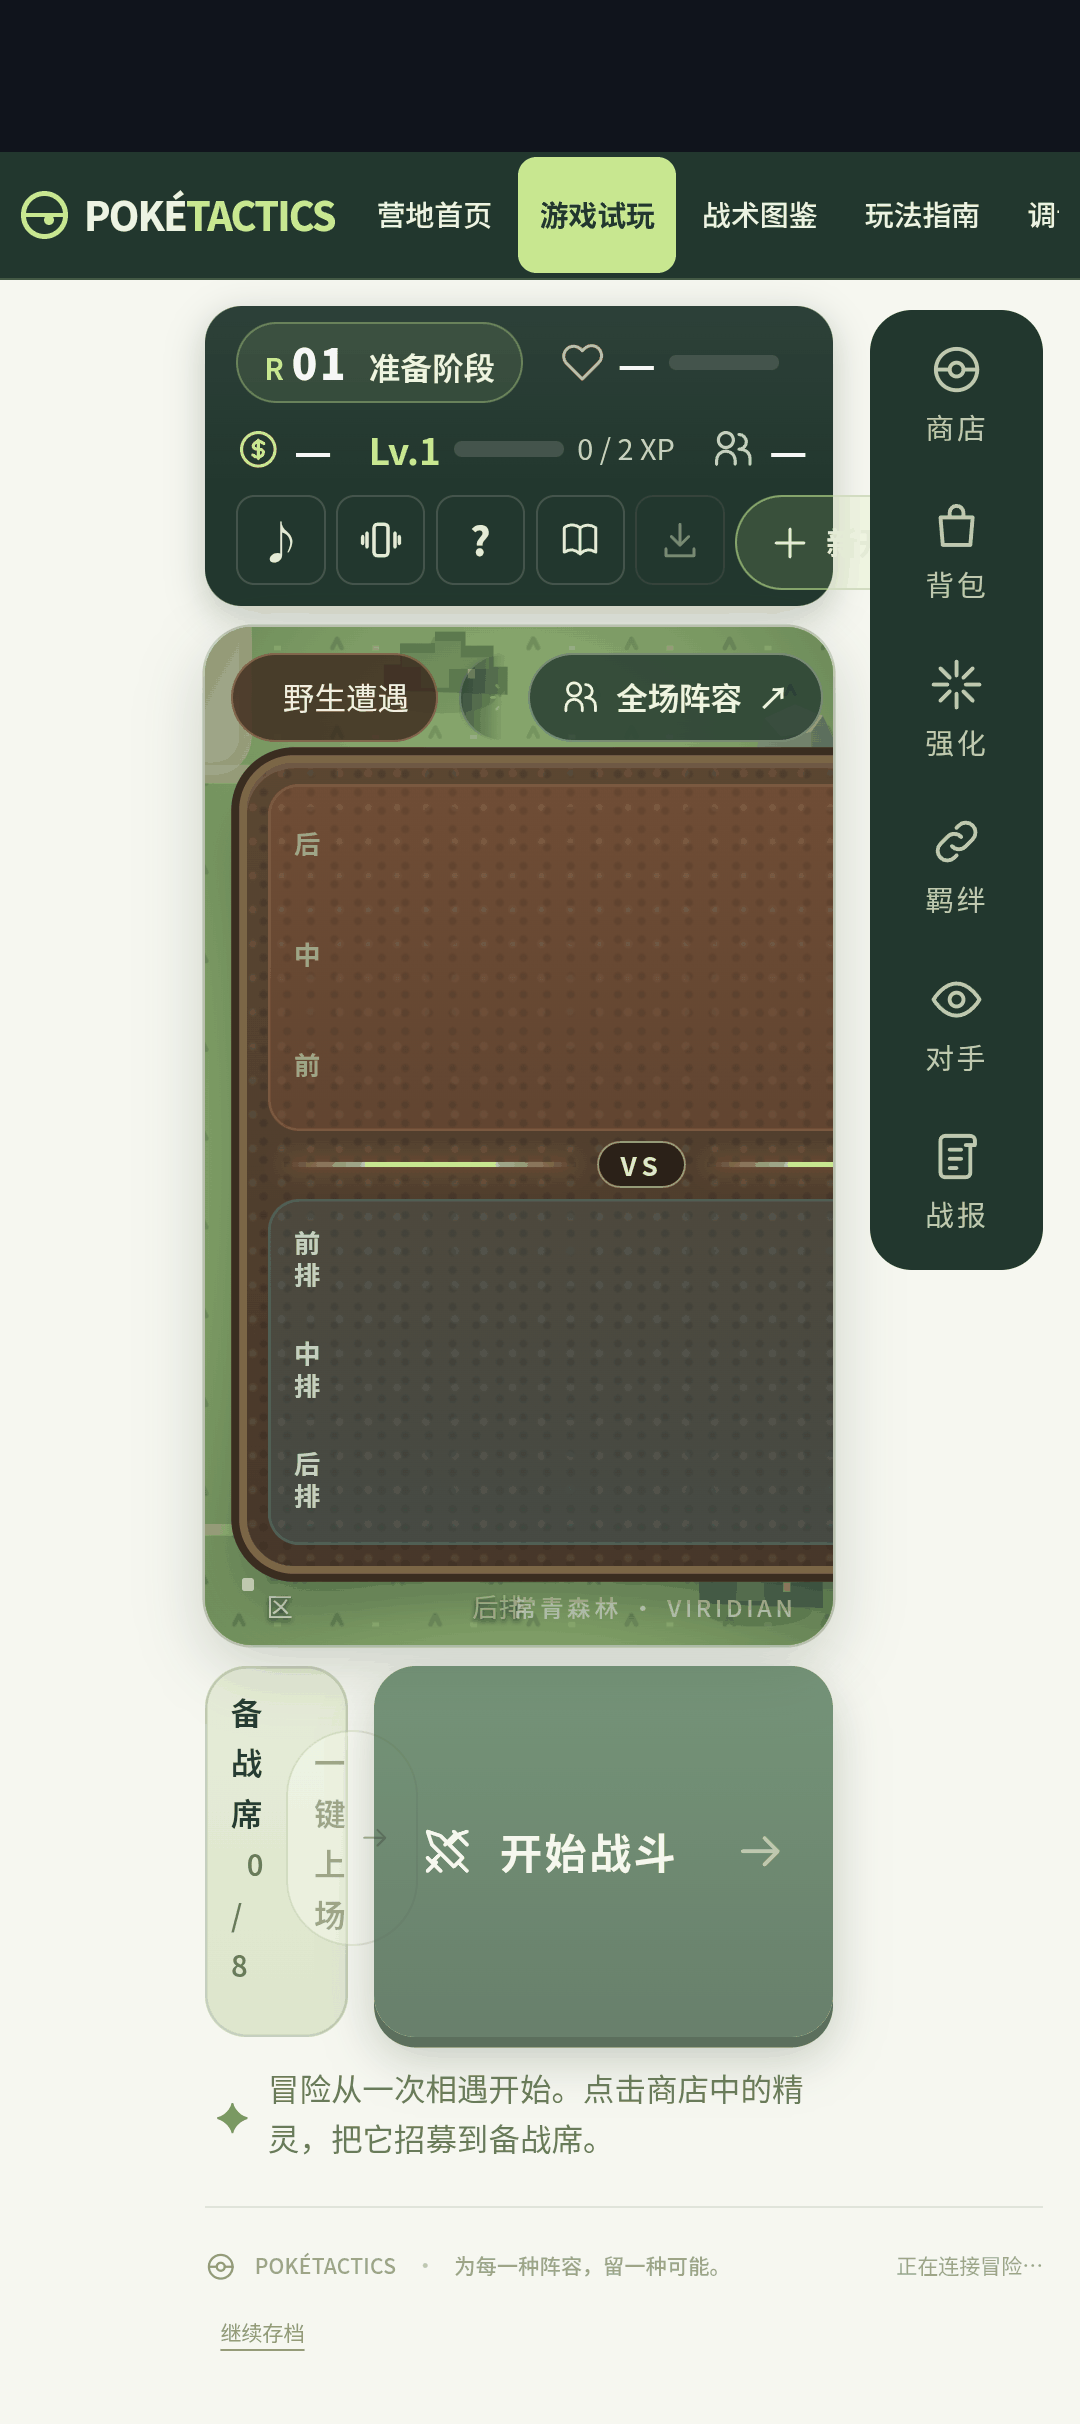 POKÉTACTICS 营地首页 游戏试玩 战术图鉴 玩法指南 调
R 01 准备阶段 —
— Lv.1 0 / 2 XP —
?
商店
背包
强化
羁绊
对手
战报
野生遭遇 全场阵容 ↗
后
中
前
VS
前排
中排
后排
区 后排 常青森林 · VIRIDIAN
备战席 0 / 8
一键上场 →
开始战斗 →
冒险从一次相遇开始。点击商店中的精
灵，把它招募到备战席。
POKÉTACTICS · 为每一种阵容，留一种可能。 正在连接冒险…
继续存档